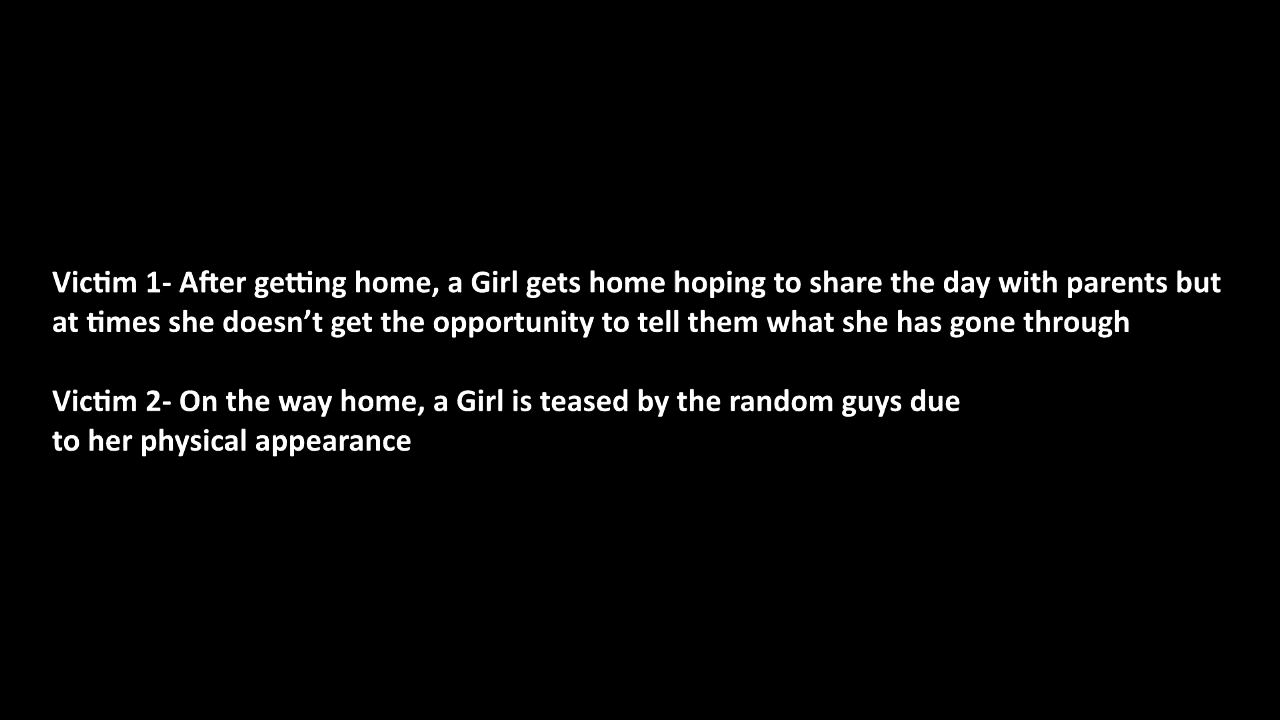 Victim 1- After getting home, a Girl gets home hoping to share the day with parents but
at times she doesn’t get the opportunity to tell them what she has gone through
Victim 2- On the way home, a Girl is teased by the random guys due
to her physical appearance